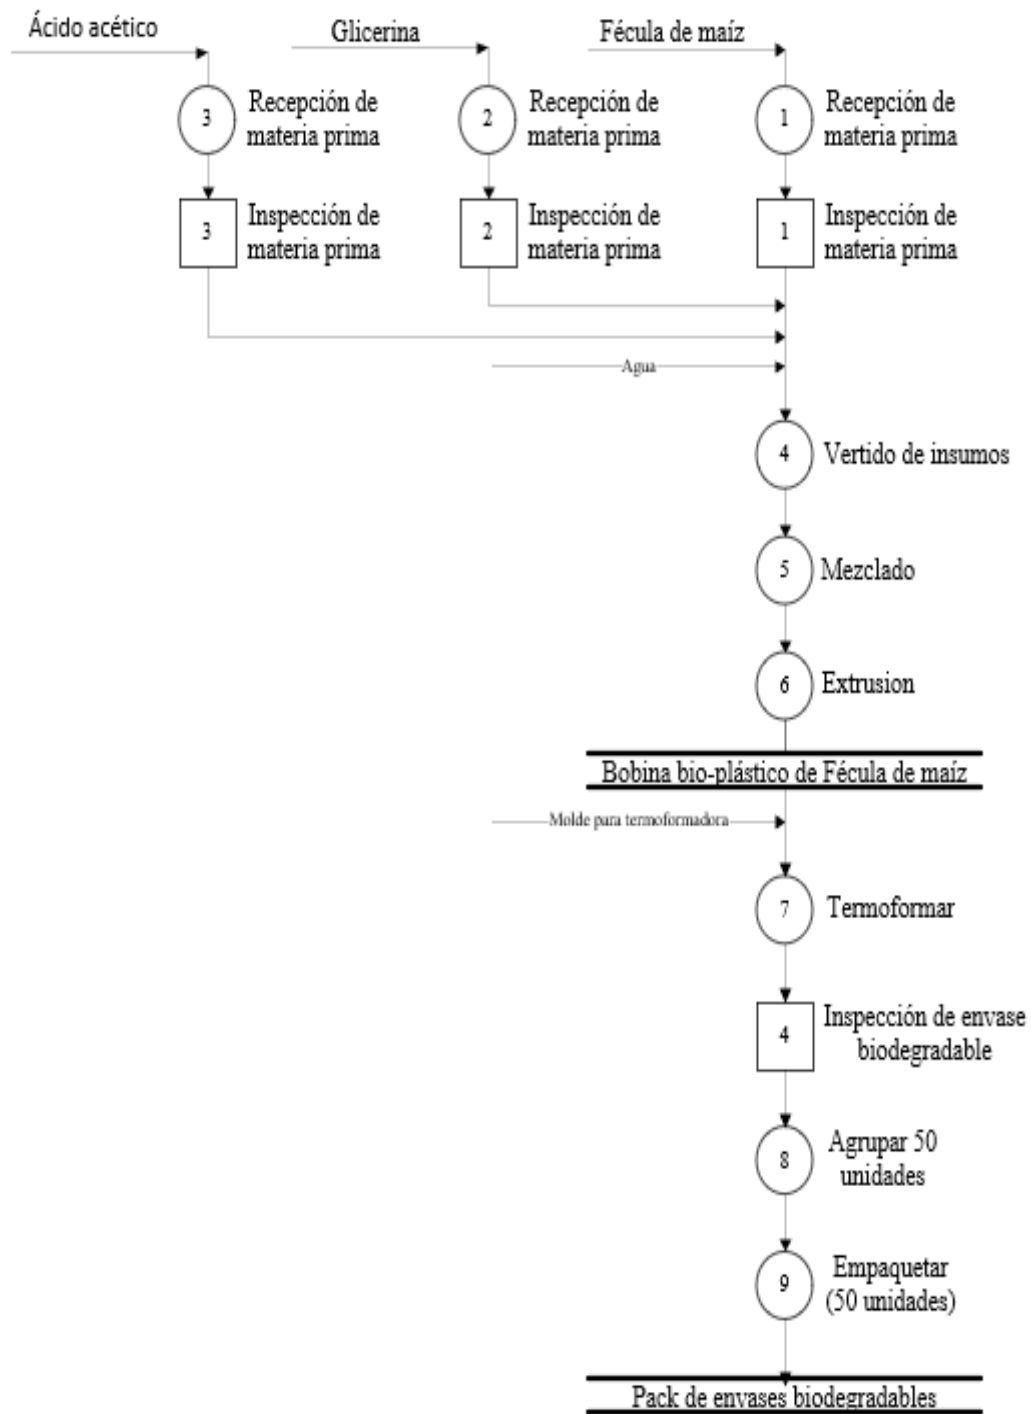 Ácido acético
Glicerina
Fécula de maíz
3
Recepción de
materia prima
2
Recepción de
materia prima
1
Recepción de
materia prima
3
Inspección de
materia prima
2
Inspección de
materia prima
1
Inspección de
materia prima
Agua
4
Vertido de insumos
5
Mezclado
6
Extrusion
Bobina bio-plástico de Fécula de maíz
Molde para termoformadora
7
Termoformar
4
Inspección de envase
biodegradable
8
Agrupar 50
unidades
9
Empaquetar
(50 unidades)
Pack de envases biodegradables